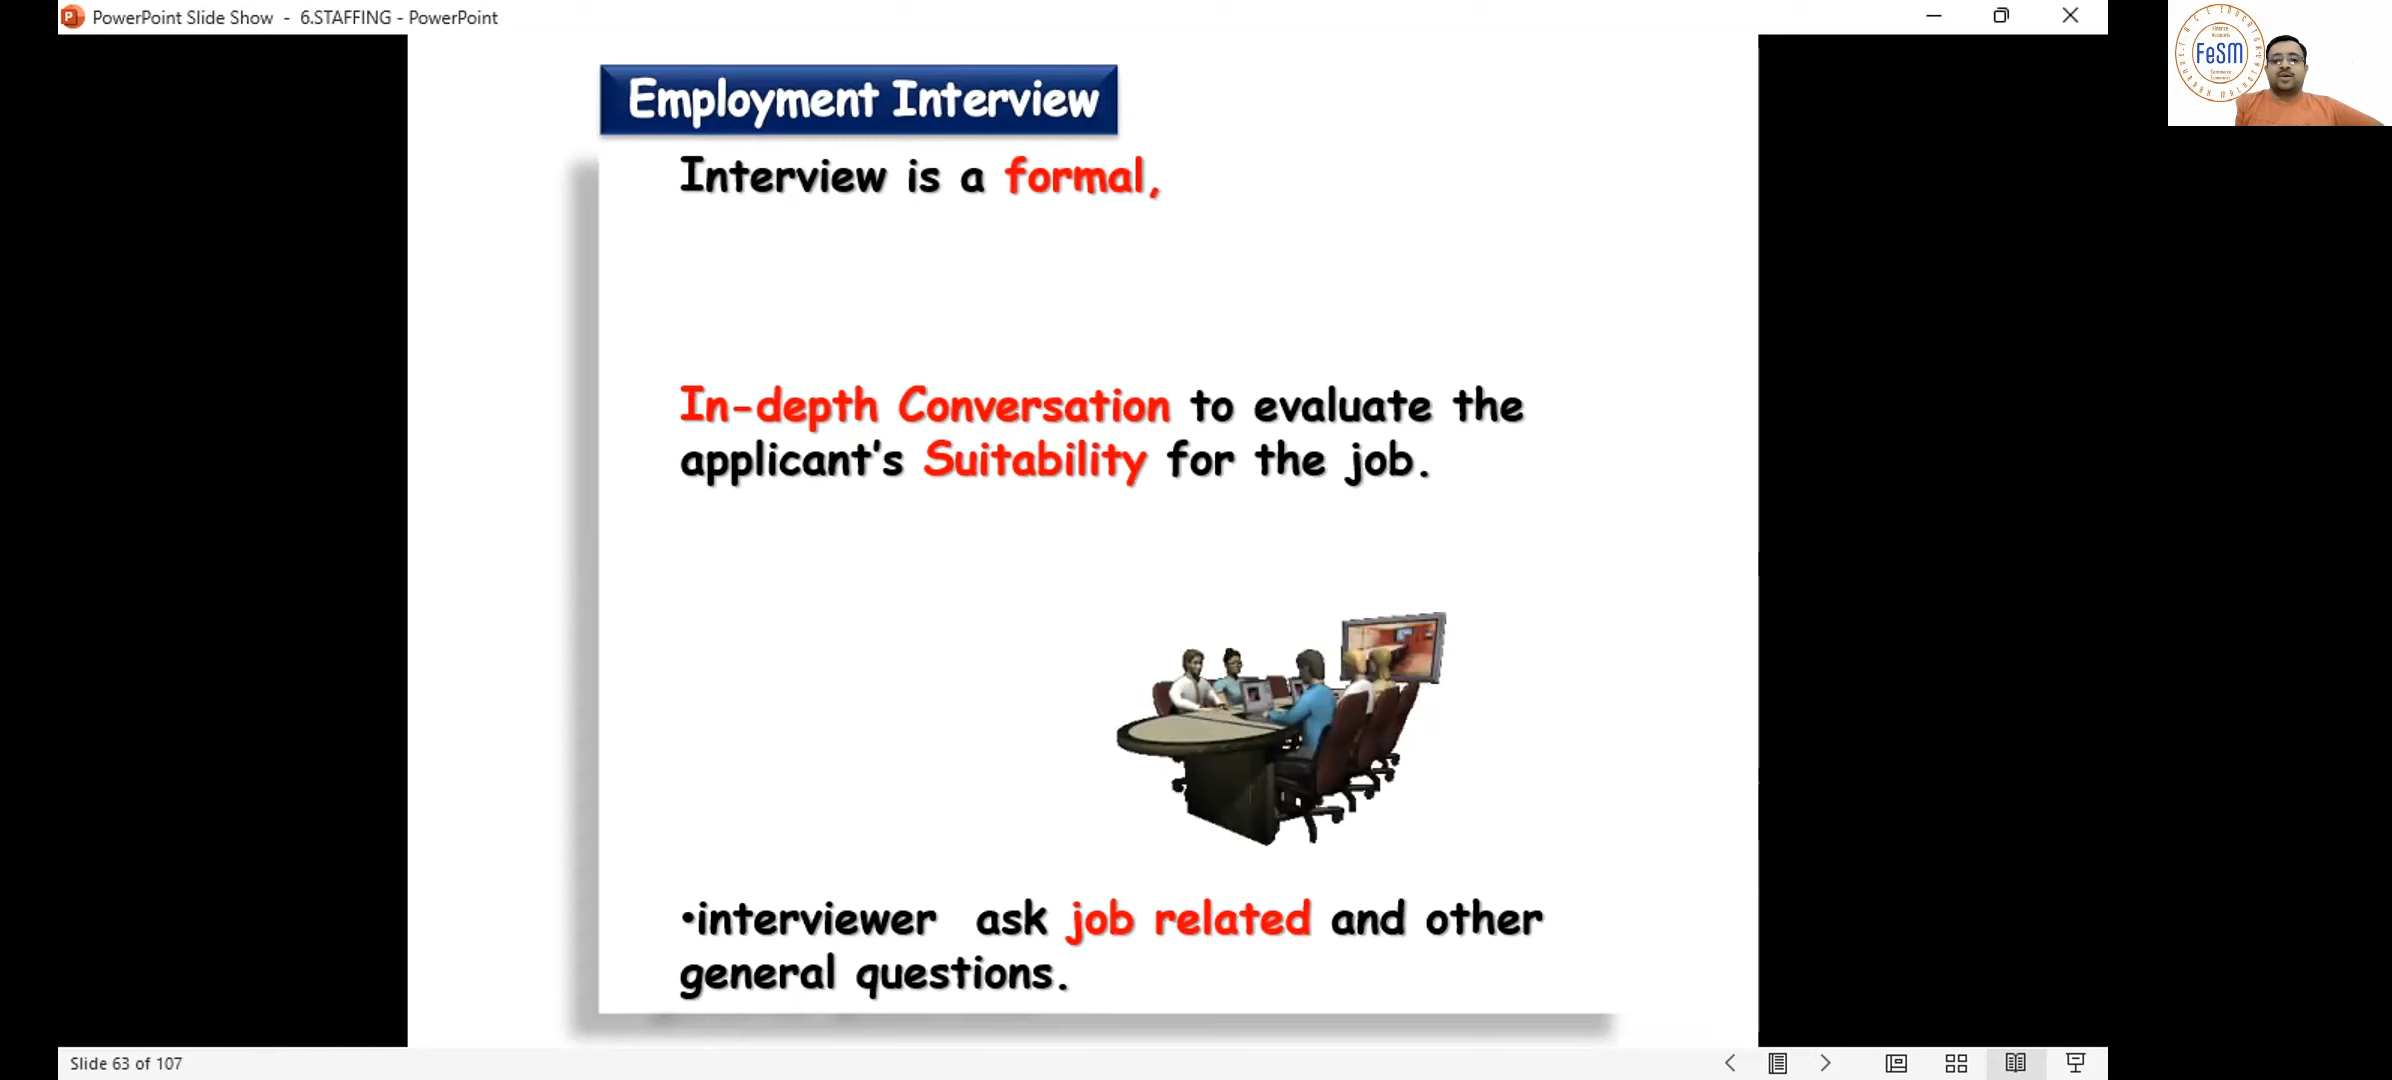 PowerPoint Slide Show - 6.STAFFING - PowerPoint
FeSM
Employment Interview
Interview is a formal,
In-depth Conversation to evaluate the
applicant's Suitability for the job.
•interviewer ask job related and other
general questions.
Slide 63 of 107